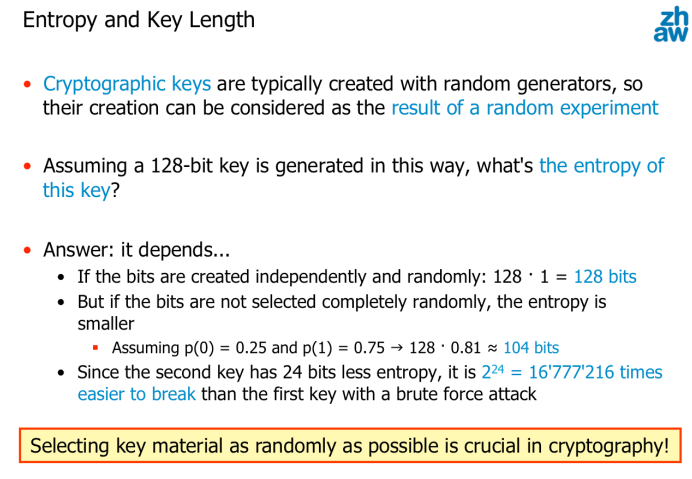 Entropy and Key Length
zh
aw
• Cryptographic keys are typically created with random generators, so
their creation can be considered as the result of a random experiment
• Assuming a 128-bit key is generated in this way, what's the entropy of
this key?
• Answer: it depends...
• If the bits are created independently and randomly: 128 · 1 = 128 bits
• But if the bits are not selected completely randomly, the entropy is
smaller
▪ Assuming p(0) = 0.25 and p(1) = 0.75 → 128 · 0.81 ≈ 104 bits
• Since the second key has 24 bits less entropy, it is 2²⁴ = 16'777'216 times
easier to break than the first key with a brute force attack
Selecting key material as randomly as possible is crucial in cryptography!